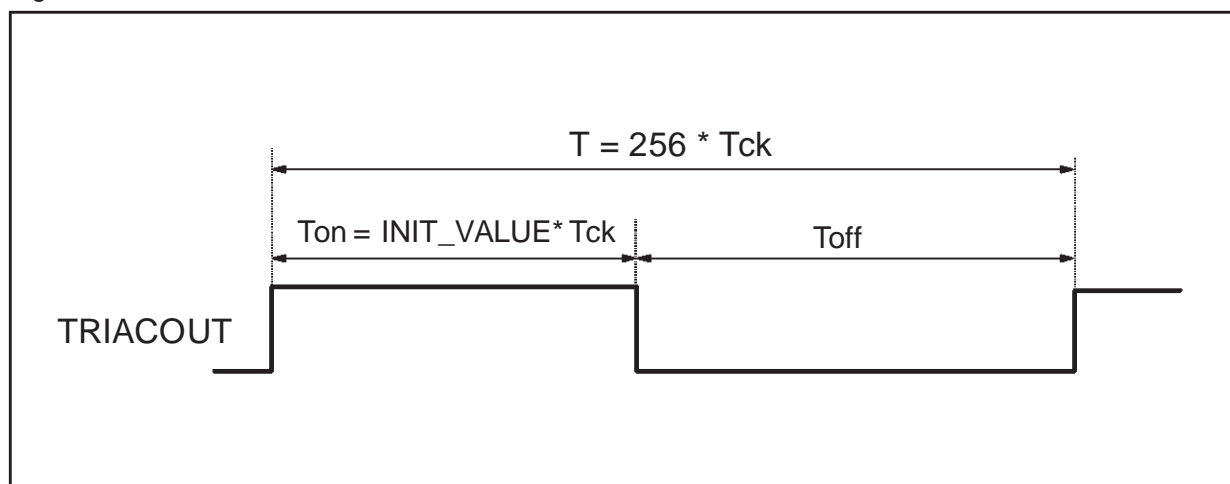 T = 256 * Tck
Ton = INIT_VALUE* Tck
Toff
TRIACOUT